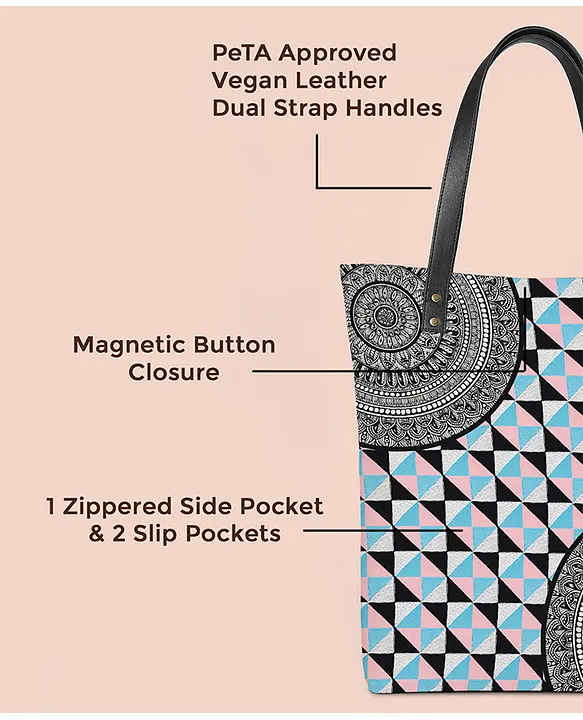 PeTA Approved
Vegan Leather
Dual Strap Handles
Magnetic Button
Closure
1 Zippered Side Pocket
& 2 Slip Pockets